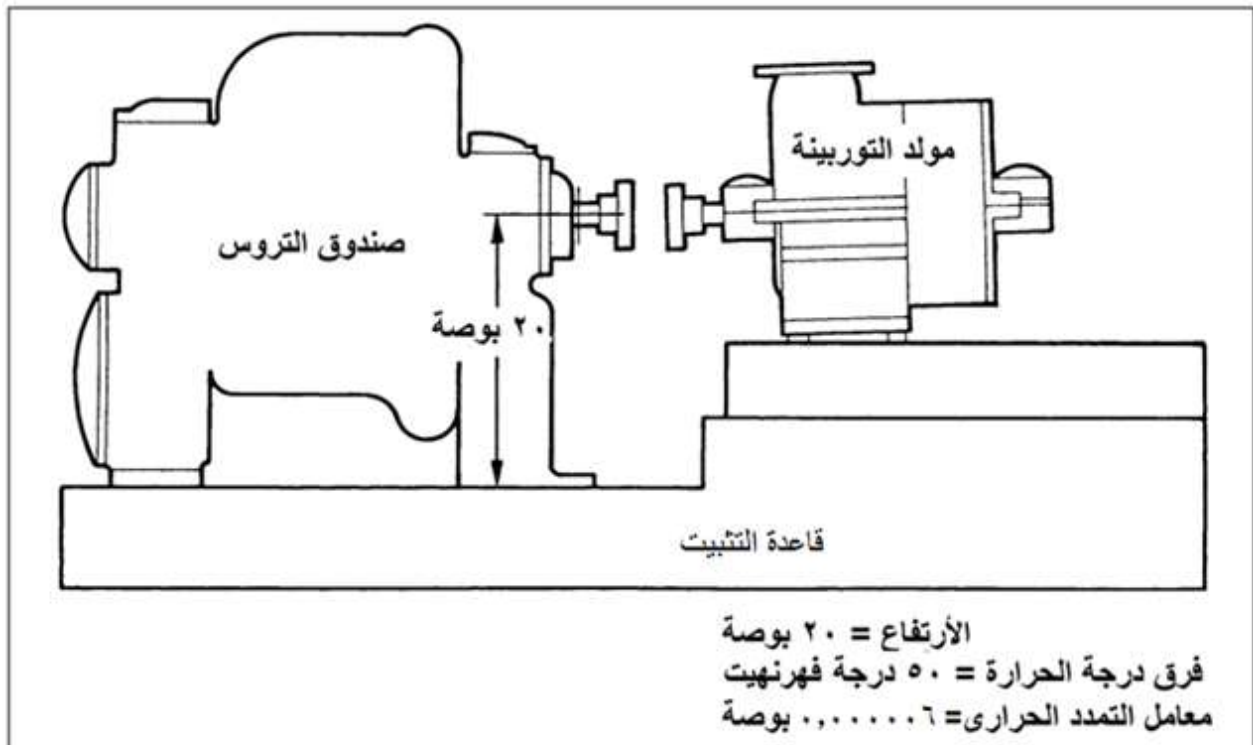 مولد التوربينة
صندوق التروس
٢٠ بوصة
قاعدة التثبيت
الأرتفاع = ٢٠ بوصة
فرق درجة الحرارة = ٥٠ درجة فهرنهيت
معامل التمدد الحرارى= ٠,٠٠٠٠٠٦ بوصة